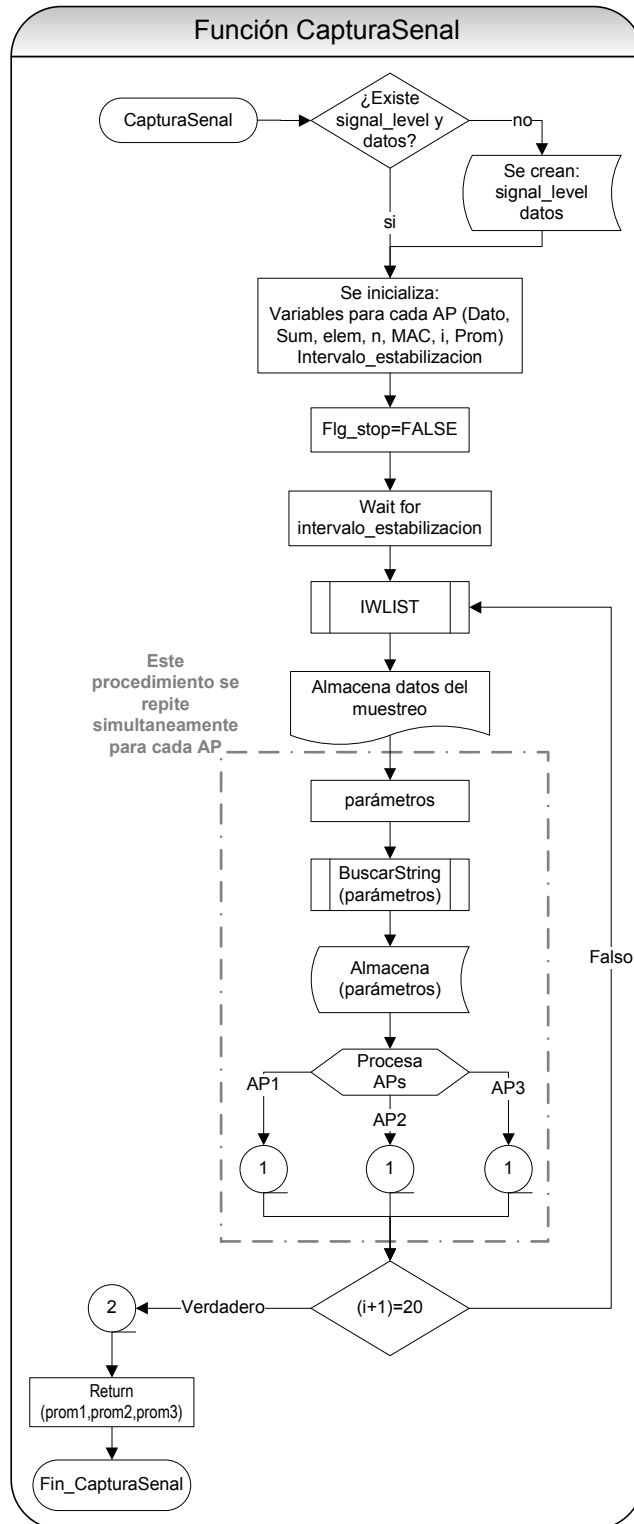 Función CapturaSenal
CapturaSenal
¿Existe
signal_level y
datos?
no
Se crean:
signal_level
datos
si
Se inicializa:
Variables para cada AP (Dato,
Sum, elem, n, MAC, i, Prom)
Intervalo_estabilizacion
Flg_stop=FALSE
Wait for
intervalo_estabilizacion
IWLIST
Este
procedimiento se
repite
simultaneamente
para cada AP
Almacena datos del
muestreo
parámetros
BuscarString
(parámetros)
Falso
Almacena
(parámetros)
Procesa
APs
AP1
AP2
AP3
1
1
1
2
Verdadero
(i+1)=20
Return
(prom1,prom2,prom3)
Fin_CapturaSenal